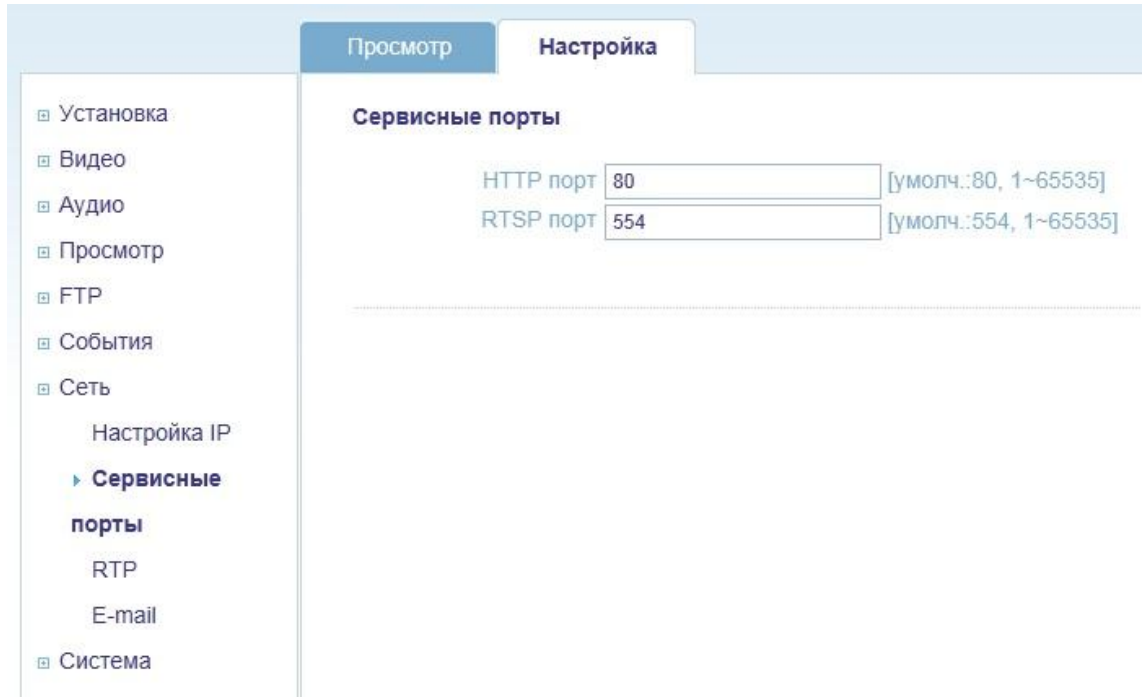 Просмотр
Настройка
Установка
Видео
Аудио
Просмотр
FTP
События
Сеть
Настройка IP
Сервисные
порты
RTP
E-mail
Система
Сервисные порты
HTTP порт 80 [умолч.:80, 1~65535]
RTSP порт 554 [умолч.:554, 1~65535]